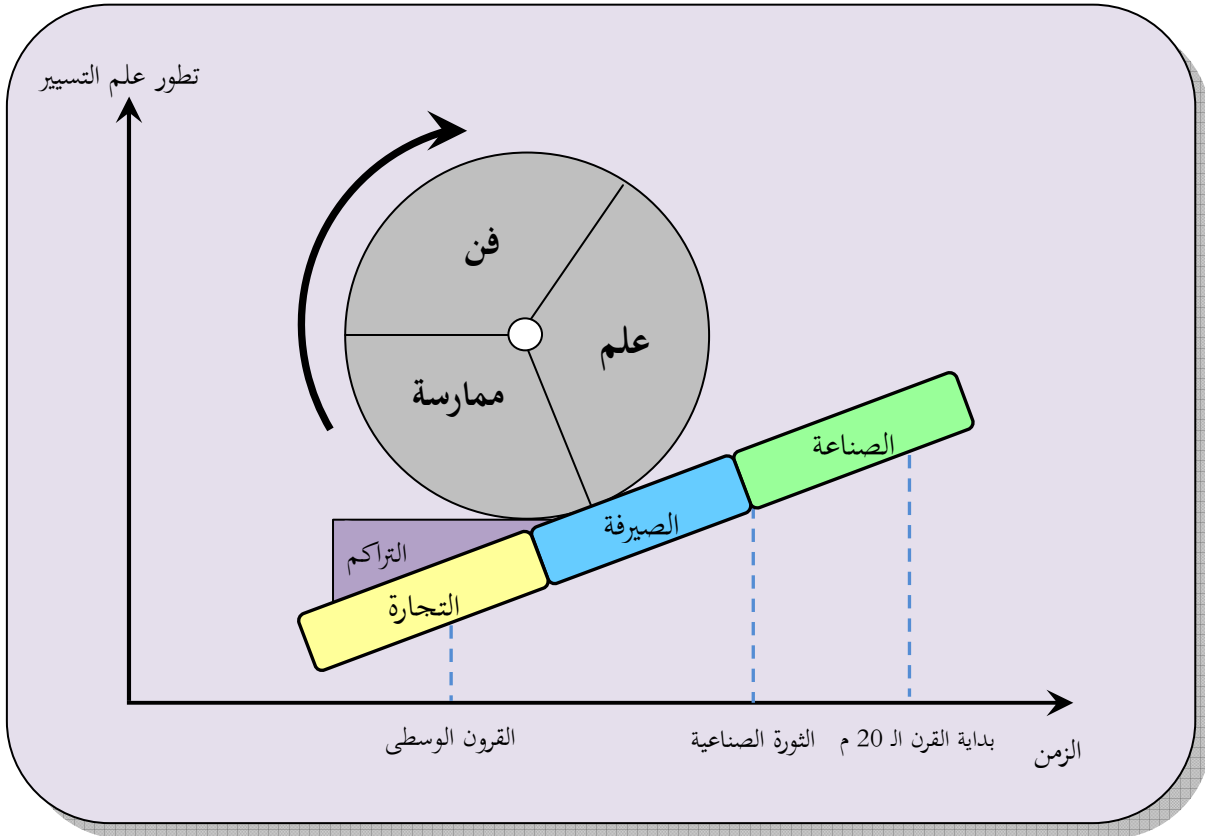 تطور علم التسيير
فن
علم
ممارسة
الصناعة
الصيرفة
التراكم
التجارة
القرون الوسطى
الثورة الصناعية
بداية القرن الـ 20 م
الزمن